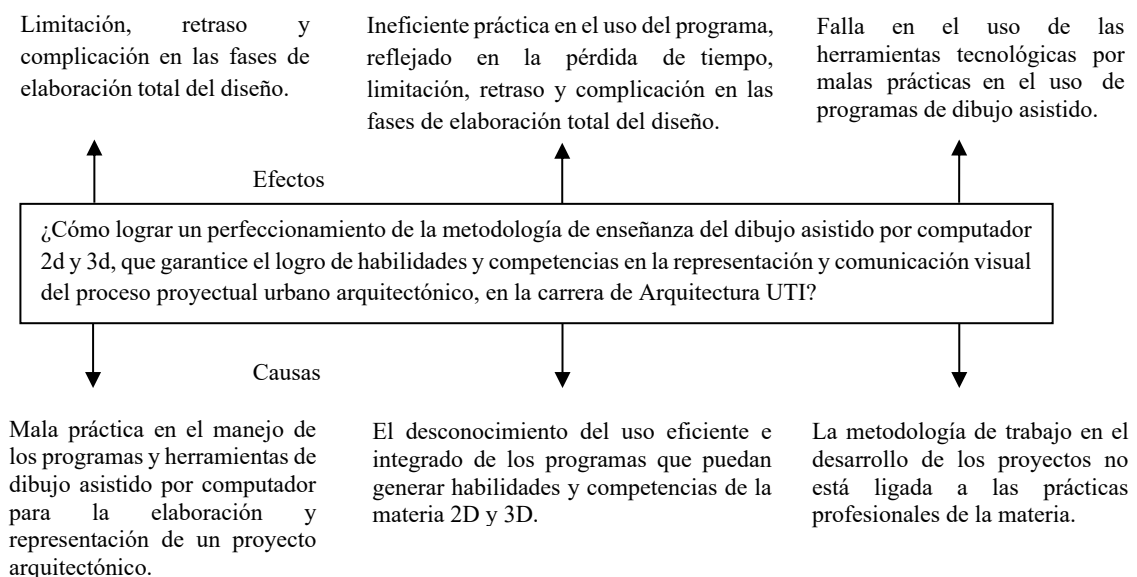 Limitación, retraso y
complicación en las fases de
elaboración total del diseño.
Ineficiente práctica en el uso del programa,
reflejado en la pérdida de tiempo,
limitación, retraso y complicación en las
fases de elaboración total del diseño.
Falla en el uso de las
herramientas tecnológicas por
malas prácticas en el uso de
programas de dibujo asistido.
Efectos
¿Cómo lograr un perfeccionamiento de la metodología de enseñanza del dibujo asistido por computador
2d y 3d, que garantice el logro de habilidades y competencias en la representación y comunicación visual
del proceso proyectual urbano arquitectónico, en la carrera de Arquitectura UTI?
Causas
Mala práctica en el manejo de
los programas y herramientas de
dibujo asistido por computador
para la elaboración y
representación de un proyecto
arquitectónico.
El desconocimiento del uso eficiente e
integrado de los programas que puedan
generar habilidades y competencias de la
materia 2D y 3D.
La metodología de trabajo en el
desarrollo de los proyectos no
está ligada a las prácticas
profesionales de la materia.